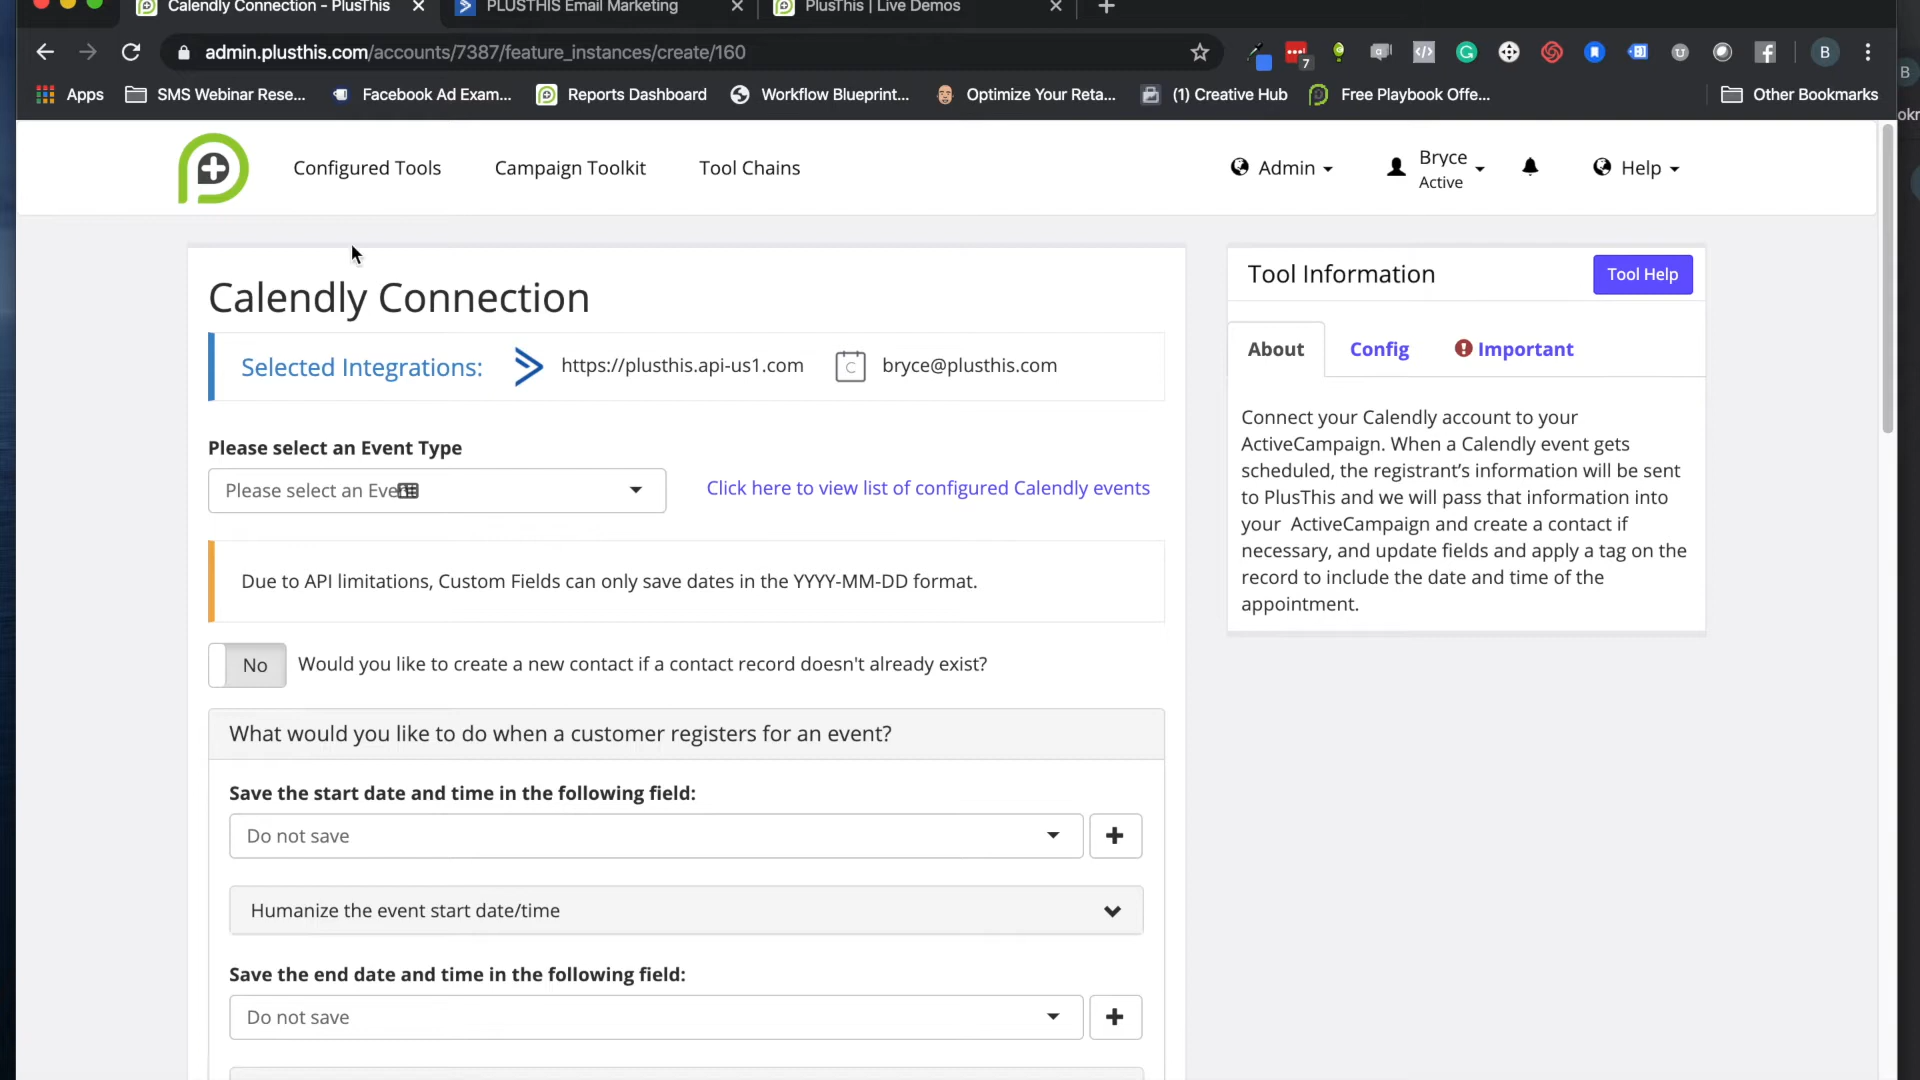 Calendly Connection - PlusThis
PLUSTHIS Email Marketing
PlusThis | Live Demos
admin.plusthis.com/accounts/7387/feature_instances/create/160
7
B
B
Apps
SMS Webinar Rese...
Facebook Ad Exam...
Reports Dashboard
Workflow Blueprint...
Optimize Your Reta...
(1) Creative Hub
Free Playbook Offe...
Other Bookmarks
Configured Tools
Campaign Toolkit
Tool Chains
Admin
Bryce
Active
Help
Calendly Connection
Selected Integrations:
https://plusthis.api-us1.com
C
bryce@plusthis.com
Please select an Event Type
Please select an Eve
Click here to view list of configured Calendly events
Due to API limitations, Custom Fields can only save dates in the YYYY-MM-DD format.
No
Would you like to create a new contact if a contact record doesn't already exist?
What would you like to do when a customer registers for an event?
Save the start date and time in the following field:
Do not save
Humanize the event start date/time
Save the end date and time in the following field:
Do not save
Tool Information
Tool Help
About
Config
Important
Connect your Calendly account to your
ActiveCampaign. When a Calendly event gets
scheduled, the registrant's information will be sent
to PlusThis and we will pass that information into
your ActiveCampaign and create a contact if
necessary, and update fields and apply a tag on the
record to include the date and time of the
appointment.